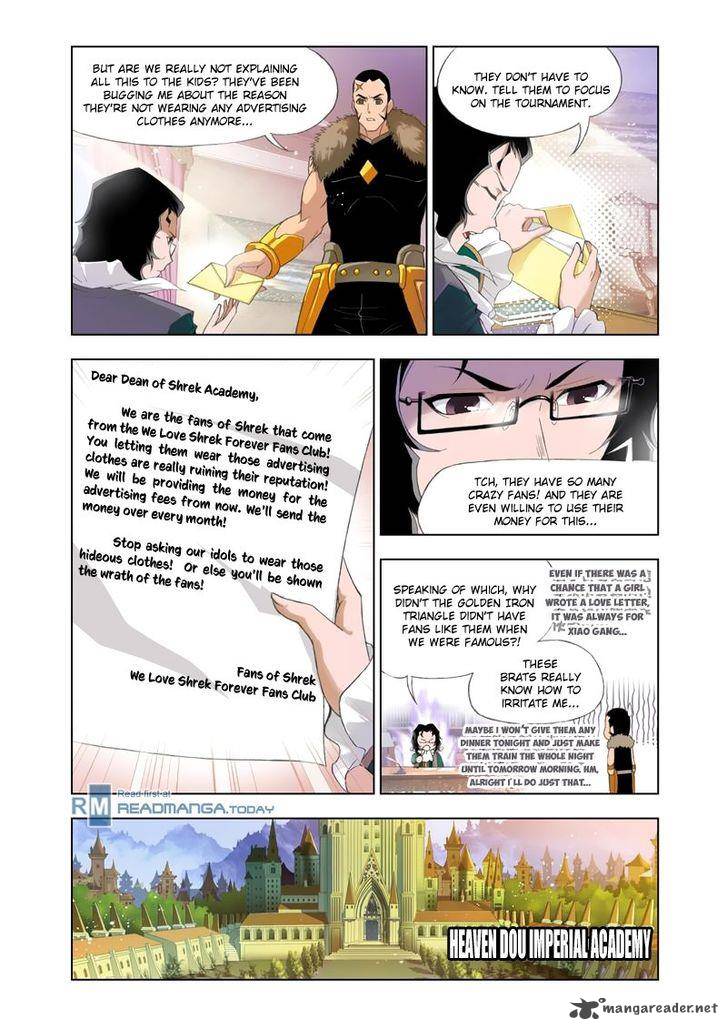 BUT ARE WE REALLY NOT EXPLAINING
ALL THIS TO THE KIDS? THEY'VE BEEN
BUGGING ME ABOUT THE REASON
THEY'RE NOT WEARING ANY ADVERTISING
CLOTHES ANYMORE...
THEY DON'T HAVE TO
KNOW. TELL THEM TO FOCUS
ON THE TOURNAMENT.
Dear Dean of Shrek Academy,
We are the fans of Shrek that come
from the We Love Shrek Forever Fans Club!
You letting them wear those advertising
clothes are really ruining their reputation!
We will be providing the money for the
advertising fees from now. We'll send the
money over every month!
Stop asking our idols to wear those
hideous clothes! Or else you'll be shown
the wrath of the fans!
Fans of Shrek
We Love Shrek Forever Fans Club
TCH, THEY HAVE SO MANY
CRAZY FANS! AND THEY ARE
EVEN WILLING TO USE THEIR
MONEY FOR THIS...
EVEN IF THERE WAS A
CHANCE THAT A GIRL
WROTE A LOVE LETTER,
IT WAS ALWAYS FOR
XIAO GANG...
SPEAKING OF WHICH, WHY
DIDN'T THE GOLDEN IRON
TRIANGLE DIDN'T HAVE
FANS LIKE THEM WHEN
WE WERE FAMOUS?!
THESE
BRATS REALLY
KNOW HOW TO
IRRITATE ME...
MAYBE I WON'T GIVE THEM ANY
DINNER TONIGHT AND JUST MAKE
THEM TRAIN THE WHOLE NIGHT
UNTIL TOMORROW MORNING. HM,
ALRIGHT I'LL DO JUST THAT...
RM Read first at
READMANGA.TODAY
HEAVEN DOU IMPERIAL ACADEMY
mangareader.net